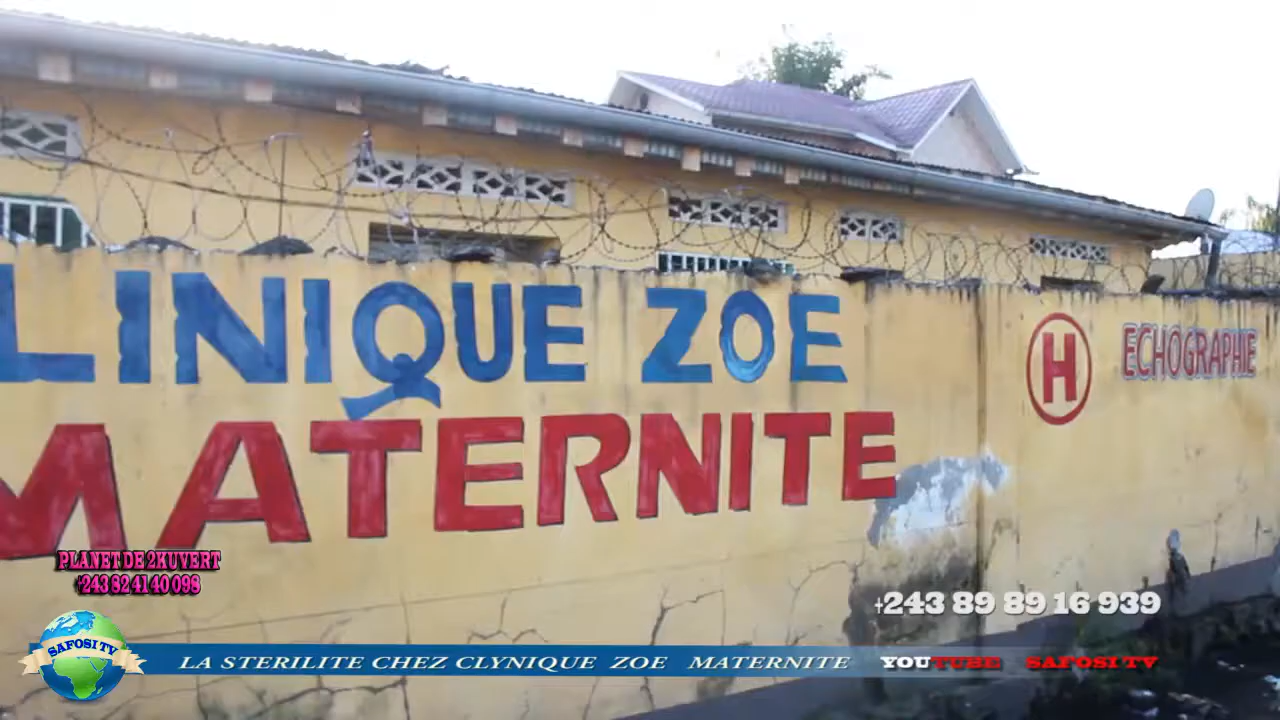 LINIQUE ZOE
MATERNITE
H
ECHOGRAPHIE
PLANET DE 2KUVERT
+243 82 41 40 098
+243 89 89 16 939
SAFOSI TV
LA STERILITE CHEZ CLYNIQUE ZOE MATERNITE
YOUTUBE SAFOSI TV